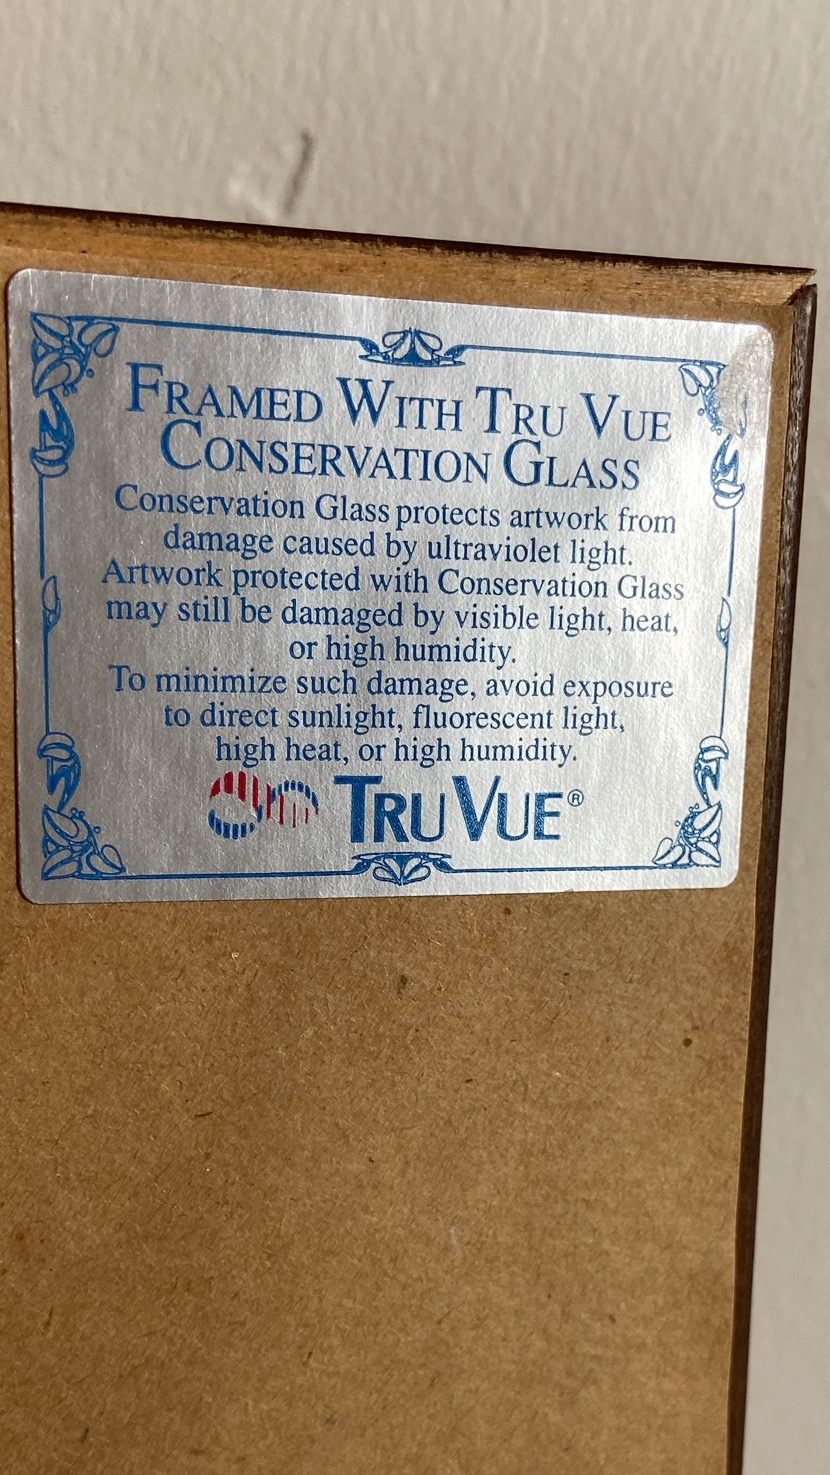 FRAMED WITH TRU VUE
CONSERVATION GLASS
Conservation Glass protects artwork from
damage caused by ultraviolet light.
Artwork protected with Conservation Glass
may still be damaged by visible light, heat,
or high humidity.
To minimize such damage, avoid exposure
to direct sunlight, fluorescent light,
high heat, or high humidity.
TRU VUE®